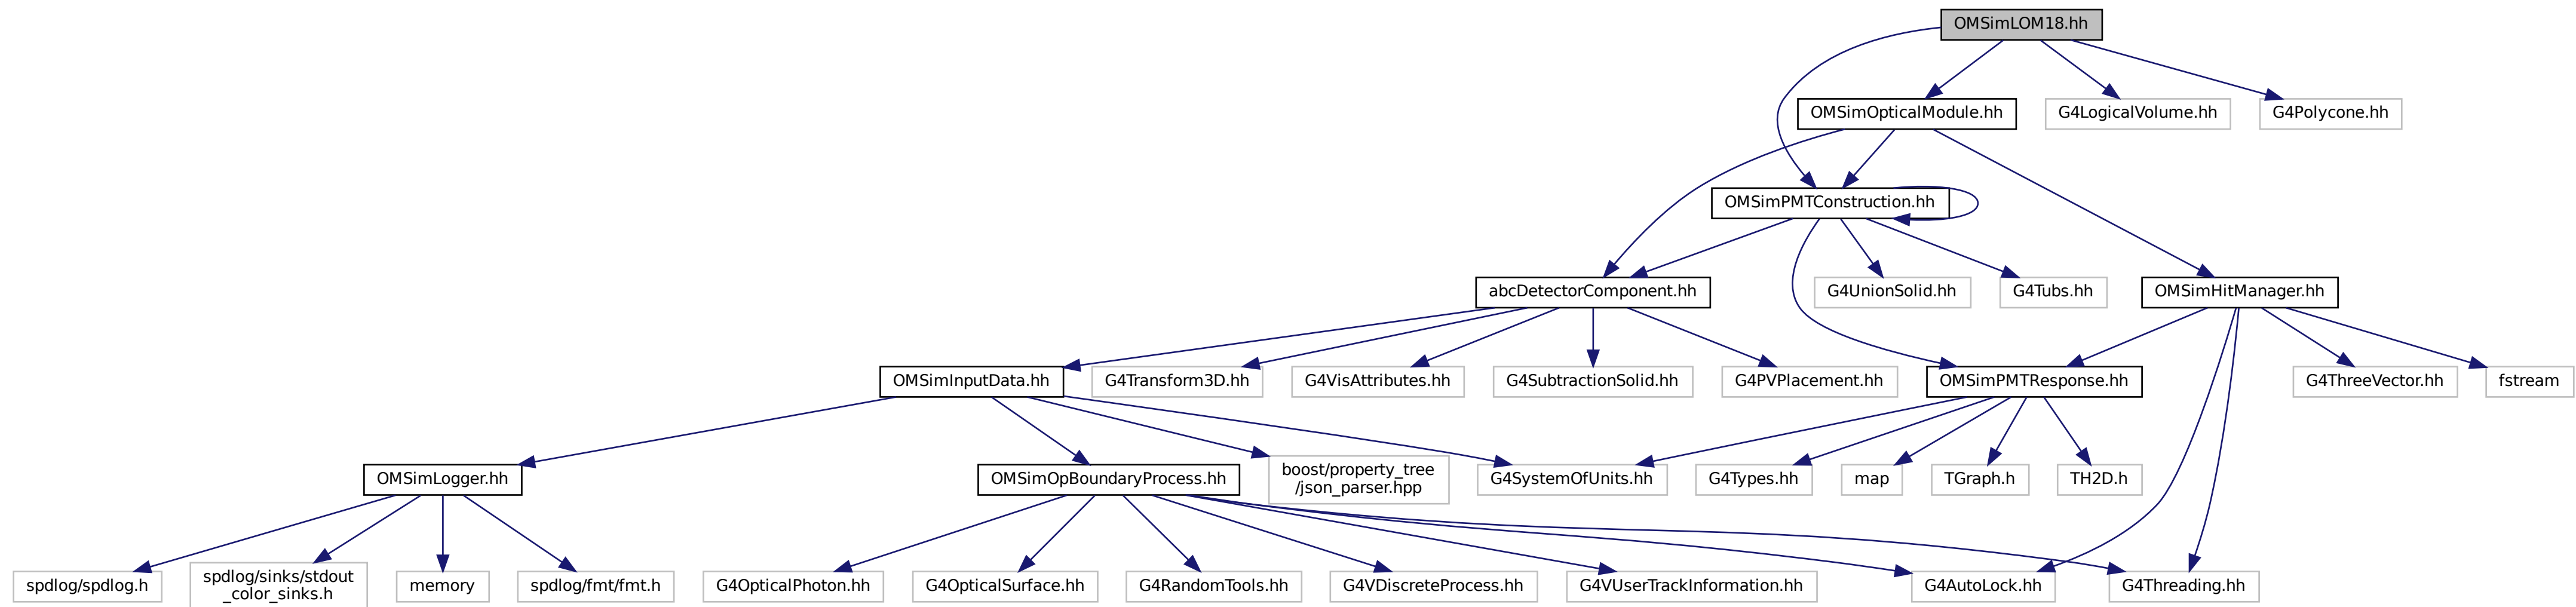 OMSimLOM18.hh
OMSimOpticalModule.hh
G4LogicalVolume.hh
G4Polycone.hh
OMSimPMTConstruction.hh
abcDetectorComponent.hh
G4UnionSolid.hh
G4Tubs.hh
OMSimHitManager.hh
OMSimInputData.hh
G4Transform3D.hh
G4VisAttributes.hh
G4SubtractionSolid.hh
G4PVPlacement.hh
OMSimPMTResponse.hh
G4ThreeVector.hh
fstream
OMSimLogger.hh
OMSimOpBoundaryProcess.hh
boost/property_tree
/json_parser.hpp
G4SystemOfUnits.hh
G4Types.hh
map
TGraph.h
TH2D.h
spdlog/spdlog.h
spdlog/sinks/stdout
_color_sinks.h
memory
spdlog/fmt/fmt.h
G4OpticalPhoton.hh
G4OpticalSurface.hh
G4RandomTools.hh
G4VDiscreteProcess.hh
G4VUserTrackInformation.hh
G4AutoLock.hh
G4Threading.hh